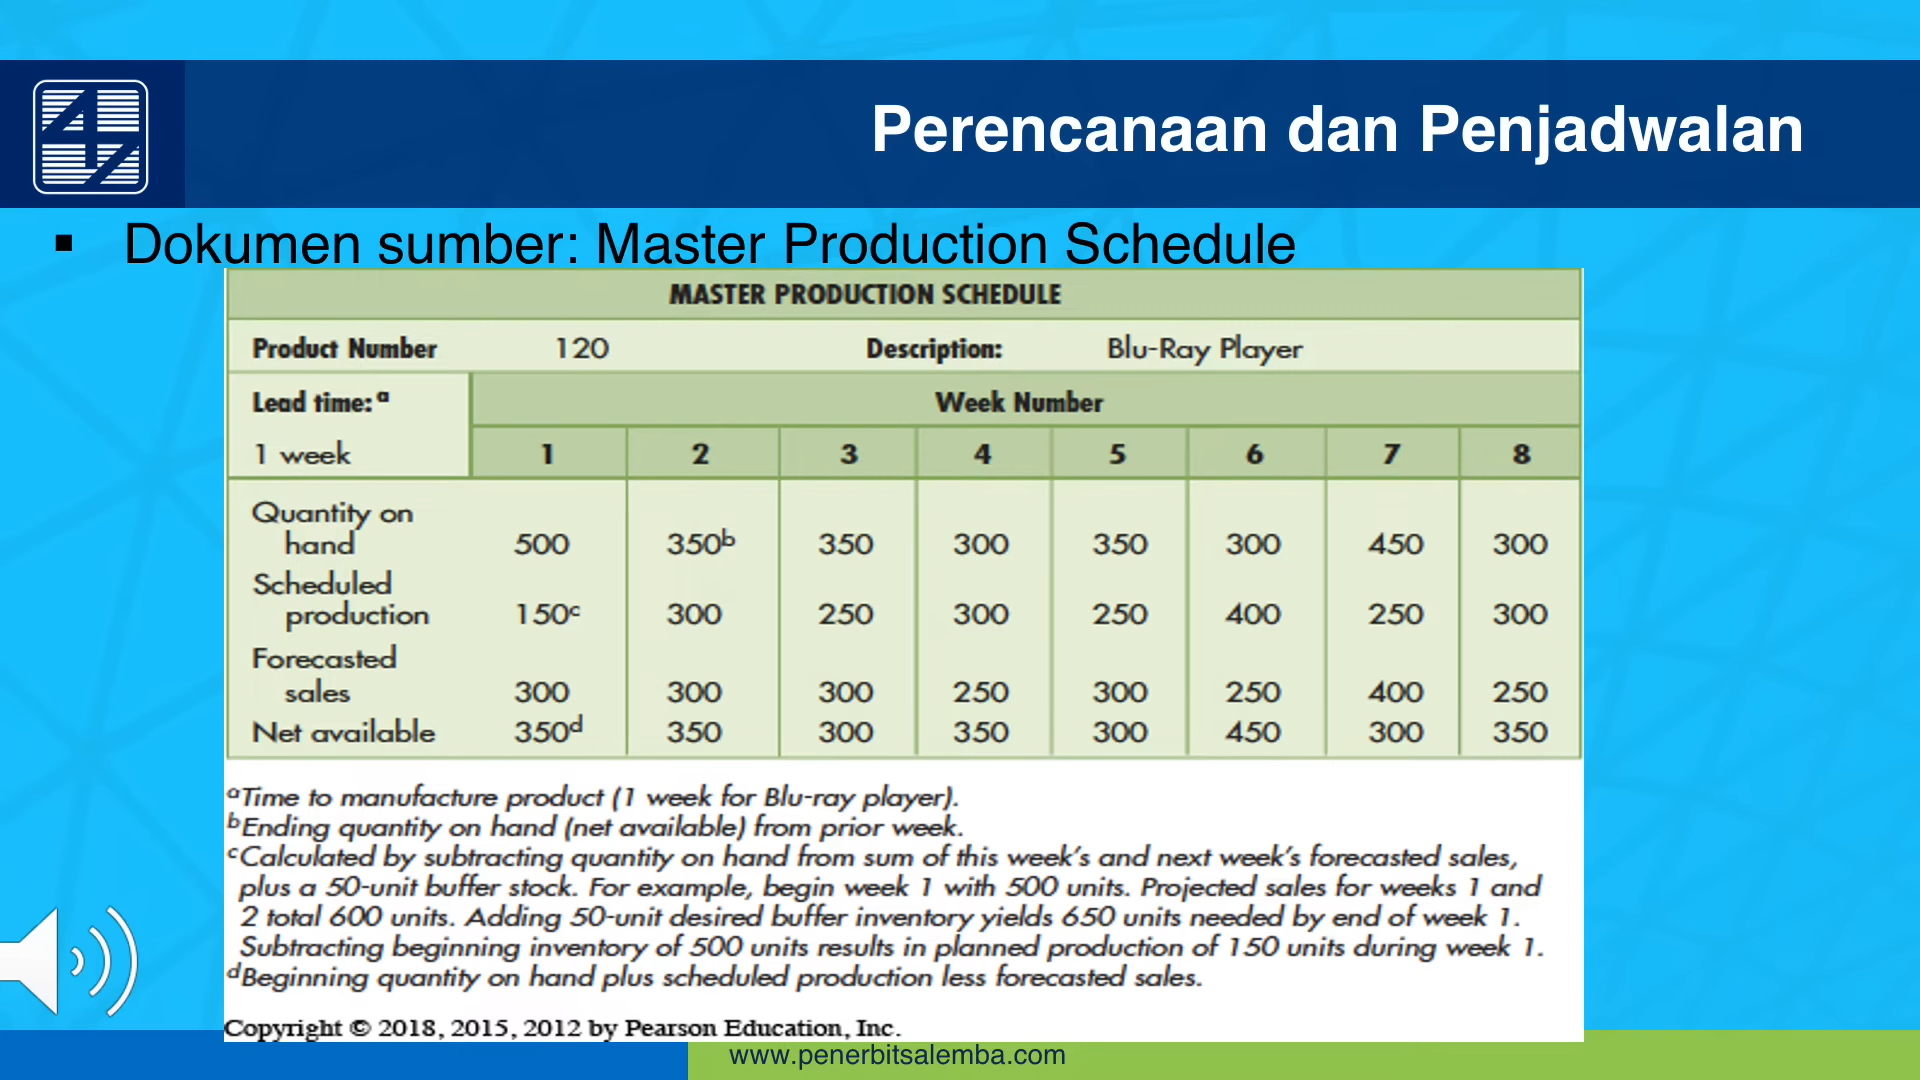 Perencanaan dan Penjadwalan
▪ Dokumen sumber: Master Production Schedule
MASTER PRODUCTION SCHEDULE
Product Number 120 Description: Blu-Ray Player
Lead time:ᵃ Week Number
1 week 1 2 3 4 5 6 7 8
Quantity on
hand 500 350ᵇ 350 300 350 300 450 300
Scheduled
production 150ᶜ 300 250 300 250 400 250 300
Forecasted
sales 300 300 300 250 300 250 400 250
Net available 350ᵈ 350 300 350 300 450 300 350
ᵃTime to manufacture product (1 week for Blu-ray player).
ᵇEnding quantity on hand (net available) from prior week.
ᶜCalculated by subtracting quantity on hand from sum of this week's and next week's forecasted sales,
plus a 50-unit buffer stock. For example, begin week 1 with 500 units. Projected sales for weeks 1 and
2 total 600 units. Adding 50-unit desired buffer inventory yields 650 units needed by end of week 1.
Subtracting beginning inventory of 500 units results in planned production of 150 units during week 1.
ᵈBeginning quantity on hand plus scheduled production less forecasted sales.
Copyright © 2018, 2015, 2012 by Pearson Education, Inc.
www.penerbitsalemba.com